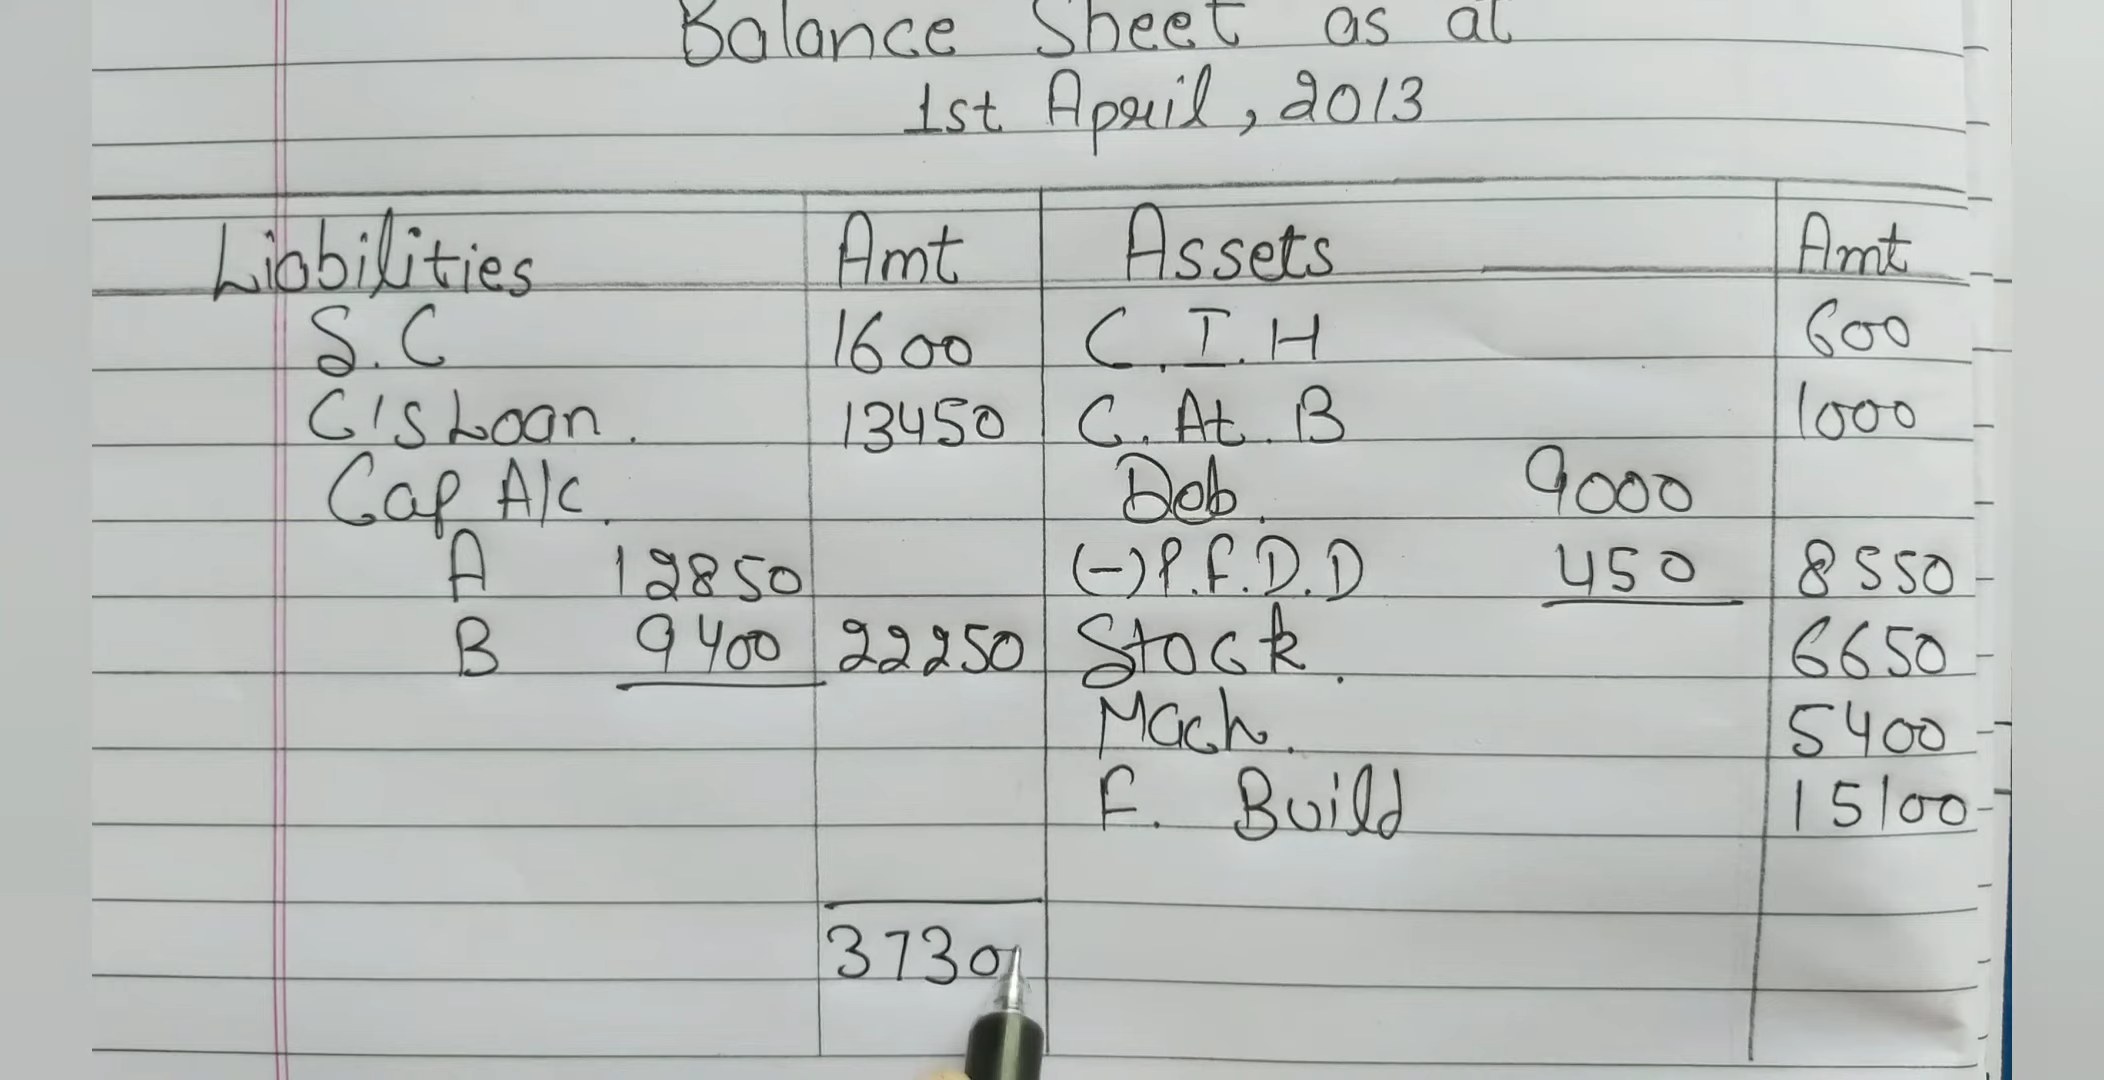 Balance Sheet as at
1st April, 2013
Liabilities Amt Assets Amt
S.C 1600 C.I.H 600
C's Loan. 13450 C. At. B 1000
Cap A/c. Deb. 9000
A 12850 (-) P.F.D.D 450 8550
B 9400 22250 Stock. 6650
Mach. 5400
F. Build 15100
3730